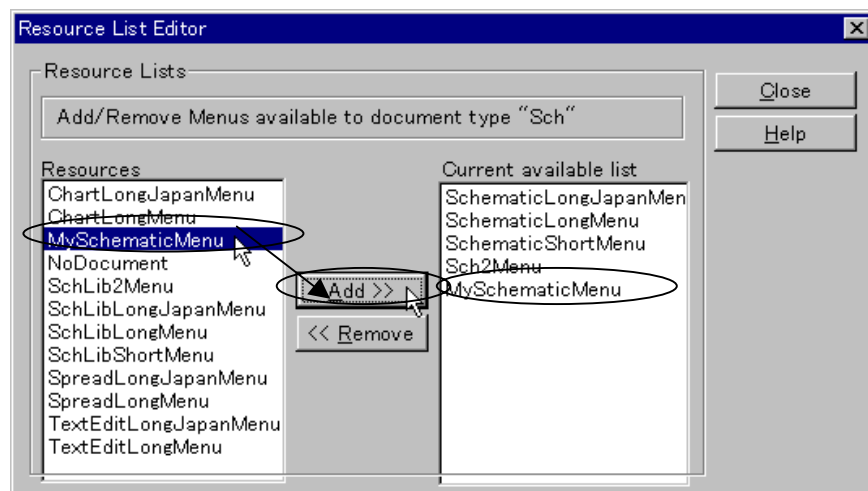 Resource List Editor
Resource Lists
Add/Remove Menus available to document type "Sch"
Close
Help
Resources
ChartLongJapanMenu
ChartLongMenu
MySchematicMenu
NoDocument
SchLib2Menu
SchLibLongJapanMenu
SchLibLongMenu
SchLibShortMenu
SpreadLongJapanMenu
SpreadLongMenu
TextEditLongJapanMenu
TextEditLongMenu
Add >>
<< Remove
Current available list
SchematicLongJapanMen
SchematicLongMenu
SchematicShortMenu
Sch2Menu
MySchematicMenu